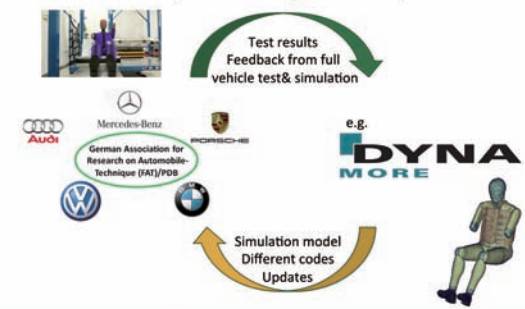 Test results
Feedback from full
vehicle test& simulation
Mercedes-Benz
Audi
PORSCHE
German Association for
Research on Automobile-
Technique (FAT)/PDB
e.g.
DYNA
MORE
BMW
Simulation model
Different codes
Updates